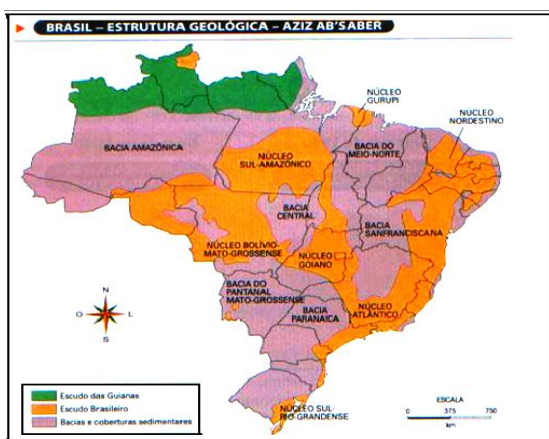 BRASIL – ESTRUTURA GEOLÓGICA – AZIZ AB'SABER
NÚCLEO
GURUPI
NÚCLEO
NORDESTINO
BACIA AMAZÔNICA
NÚCLEO
SUL-AMAZÔNICO
BACIA DO
MEIO-NORTE
BACIA
CENTRAL
BACIA
SANFRANCISCANA
NÚCLEO BOLÍVIO-
MATO-GROSSENSE
NÚCLEO
GOIANO
BACIA DO
PANTANAL
MATO-GROSSENSE
BACIA
PARANAICA
NÚCLEO
ATLÂNTICO
N
O
L
S
Escudo das Guianas
Escudo Brasileiro
Bacias e coberturas sedimentares
NÚCLEO SUL-
RIO-GRANDENSE
ESCALA
0 375 750
km